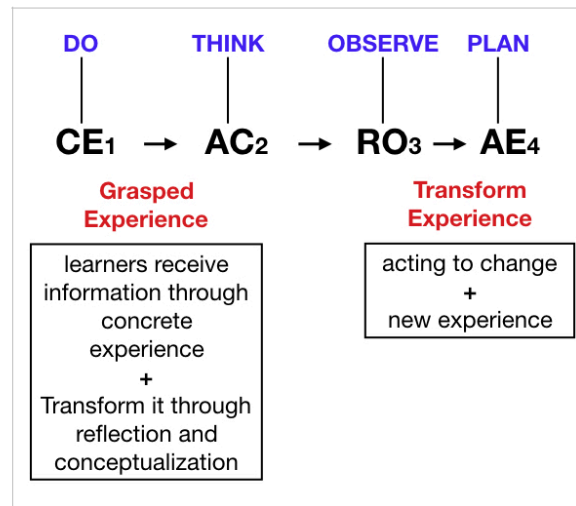 DO THINK OBSERVE PLAN
CE1 → AC2 → RO3 → AE4
Grasped
Experience
learners receive
information through
concrete
experience
+
Transform it through
reflection and
conceptualization
Transform
Experience
acting to change
+
new experience